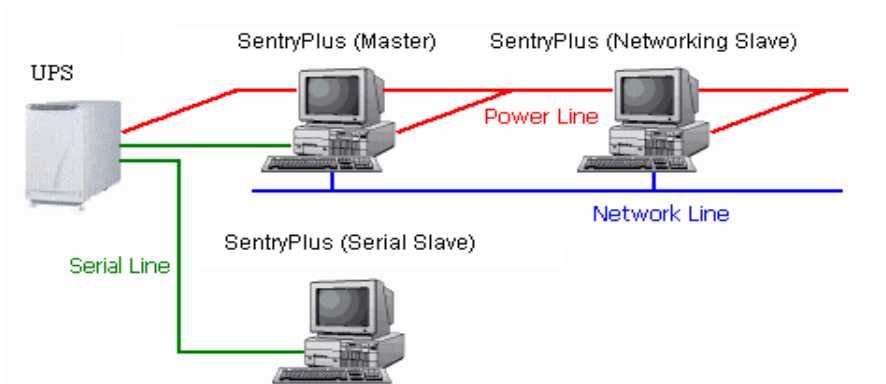 SentryPlus (Master)
SentryPlus (Networking Slave)
UPS
Power Line
Network Line
SentryPlus (Serial Slave)
Serial Line